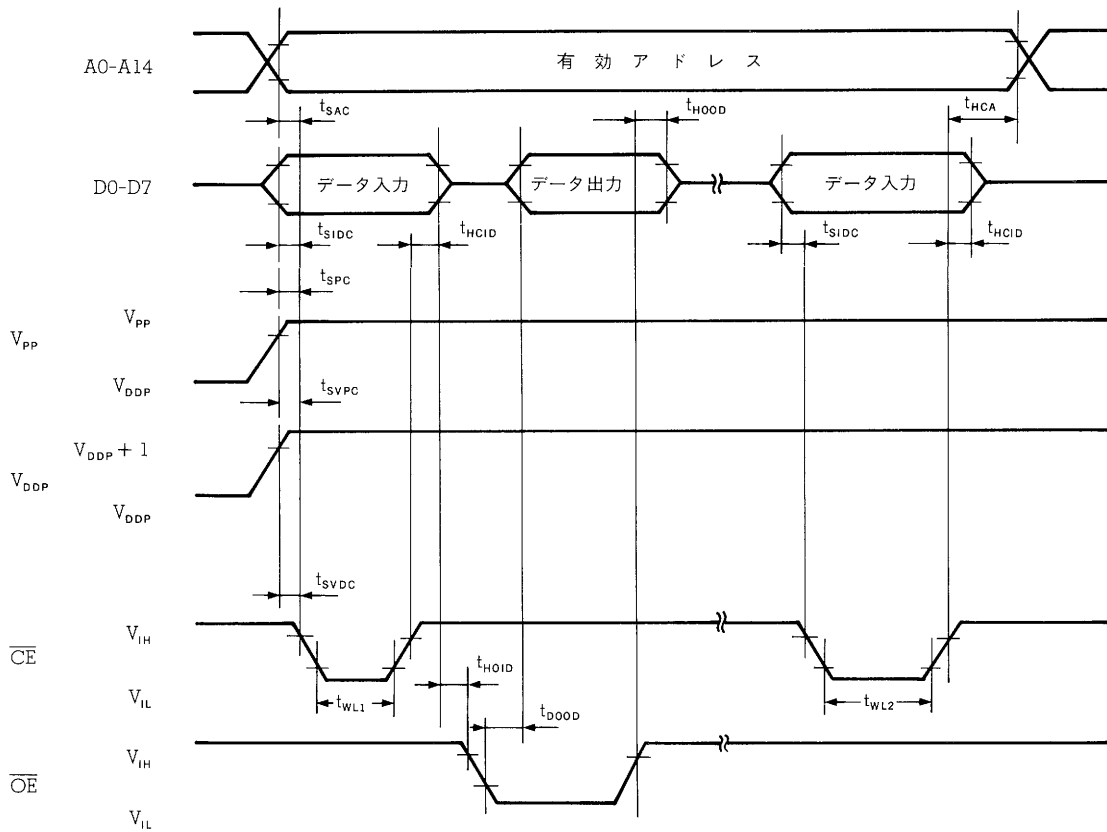 A0-A14
有効アドレス
tSAC
tHOOD
tHCA
D0-D7
データ入力
データ出力
データ入力
tSIDC
tHCID
tSIDC
tHCID
tSPC
VPP
VPP
VDDP
tSVPC
VDDP + 1
VDDP
VDDP
tSVDC
VIH
CE
VIL
tWL1
tHOID
tWL2
tDOOD
VIH
OE
VIL